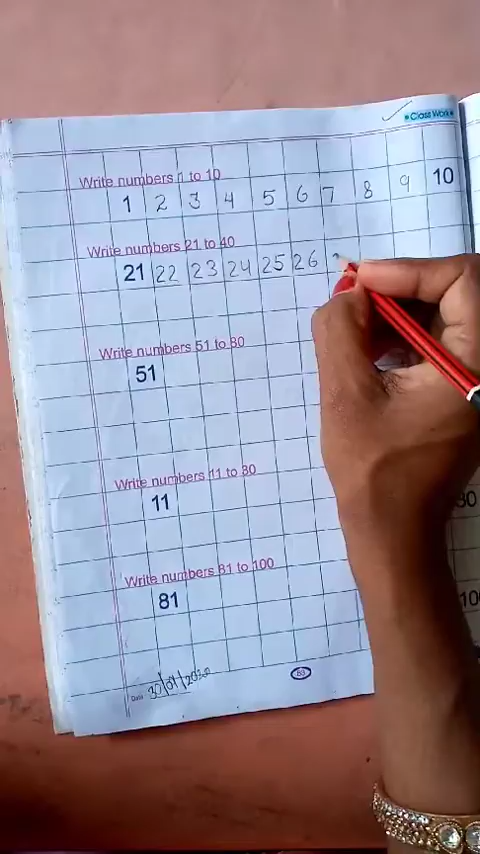 Class Work
Write numbers 1 to 10
1 2 3 4 5 6 7 8 9 10
Write numbers 21 to 40
21 22 23 24 25 26
Write numbers 51 to 80
51
Write numbers 11 to 30
11
30
Write numbers 81 to 100
81
Date 30/01/2020